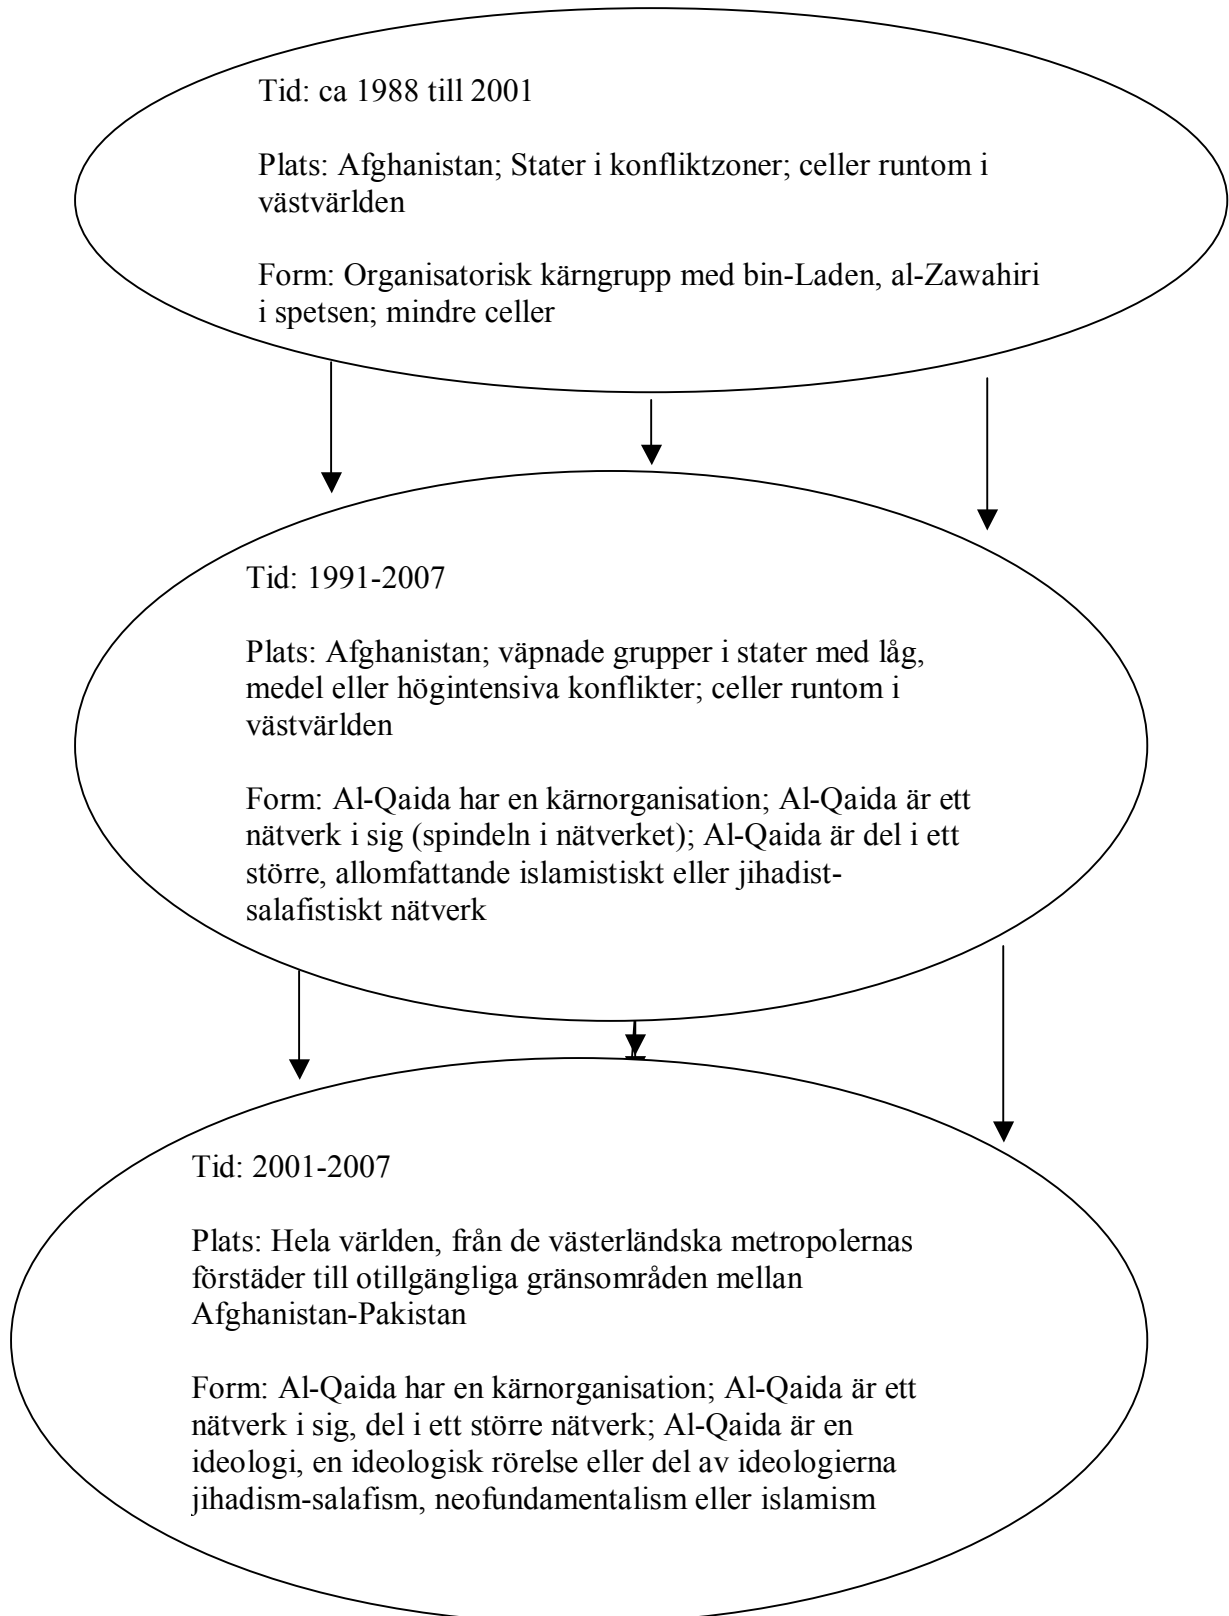 Tid: ca 1988 till 2001
Plats: Afghanistan; Stater i konfliktzoner; celler runtom i
västvärlden
Form: Organisatorisk kärngrupp med bin-Laden, al-Zawahiri
i spetsen; mindre celler
Tid: 1991-2007
Plats: Afghanistan; väpnade grupper i stater med låg,
medel eller högintensiva konflikter; celler runtom i
västvärlden
Form: Al-Qaida har en kärnorganisation; Al-Qaida är ett
nätverk i sig (spindeln i nätverket); Al-Qaida är del i ett
större, allomfattande islamistiskt eller jihadist-
salafistiskt nätverk
Tid: 2001-2007
Plats: Hela världen, från de västerländska metropolernas
förstäder till otillgängliga gränsområden mellan
Afghanistan-Pakistan
Form: Al-Qaida har en kärnorganisation; Al-Qaida är ett
nätverk i sig, del i ett större nätverk; Al-Qaida är en
ideologi, en ideologisk rörelse eller del av ideologierna
jihadism-salafism, neofundamentalism eller islamism